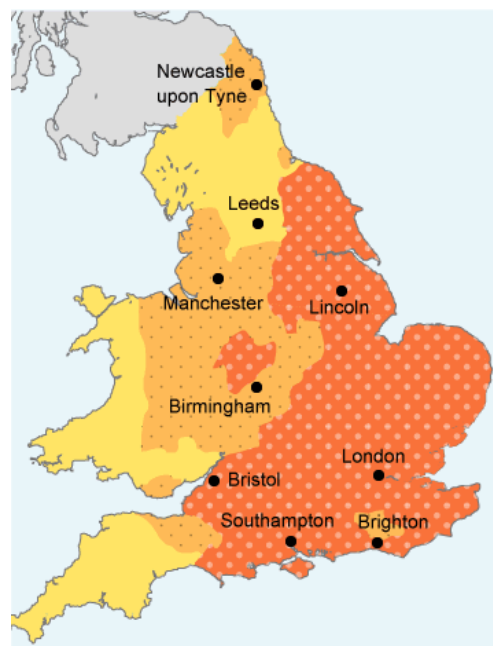 Newcastle
upon Tyne
Leeds
Manchester
Lincoln
Birmingham
London
Bristol
Southampton
Brighton